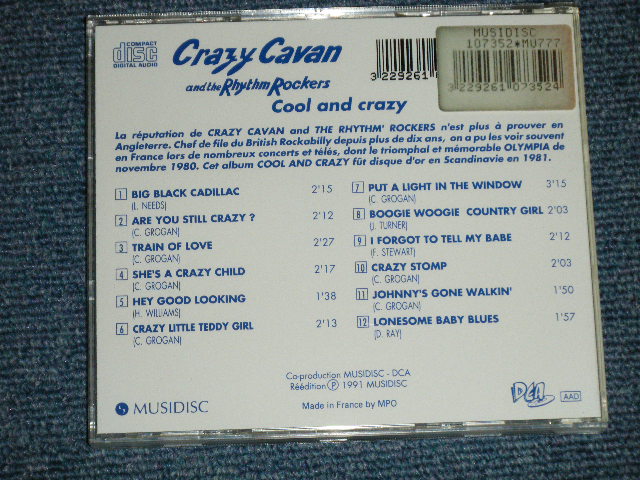 COMPACT
disc
DIGITAL AUDIO
Crazy Cavan
and the Rhythm Rockers
Cool and crazy
3 229261 0
MUSIDISC
107352*MU777
3 229261 073524
La réputation de CRAZY CAVAN and THE RHYTHM' ROCKERS n'est plus à prouver en
Angleterre. Chef de file du British Rockabilly depuis plus de dix ans, on a pu les voir souvent
en France lors de nombreux concerts et télés, dont le triomphal et mémorable OLYMPIA de
novembre 1980. Cet album COOL AND CRAZY fût disque d'or en Scandinavie en 1981.
1 BIG BLACK CADILLAC 2'15
(L. NEEDS)
2 ARE YOU STILL CRAZY ? 2'12
(C. GROGAN)
3 TRAIN OF LOVE 2'27
(C. GROGAN)
4 SHE'S A CRAZY CHILD 2'17
(C. GROGAN)
5 HEY GOOD LOOKING 1'38
(H. WILLIAMS)
6 CRAZY LITTLE TEDDY GIRL 2'13
(C. GROGAN)
7 PUT A LIGHT IN THE WINDOW 3'15
(C. GROGAN)
8 BOOGIE WOOGIE COUNTRY GIRL 2'03
(J. TURNER)
9 I FORGOT TO TELL MY BABE 2'12
(F. STEWART)
10 CRAZY STOMP 2'03
(C. GROGAN)
11 JOHNNY'S GONE WALKIN' 1'50
(C. GROGAN)
12 LONESOME BABY BLUES 1'57
(D. RAY)
Co-production MUSIDISC - DCA
Réédition Ⓟ 1991 MUSIDISC
MUSIDISC
Made in France by MPO
DCA
AAD